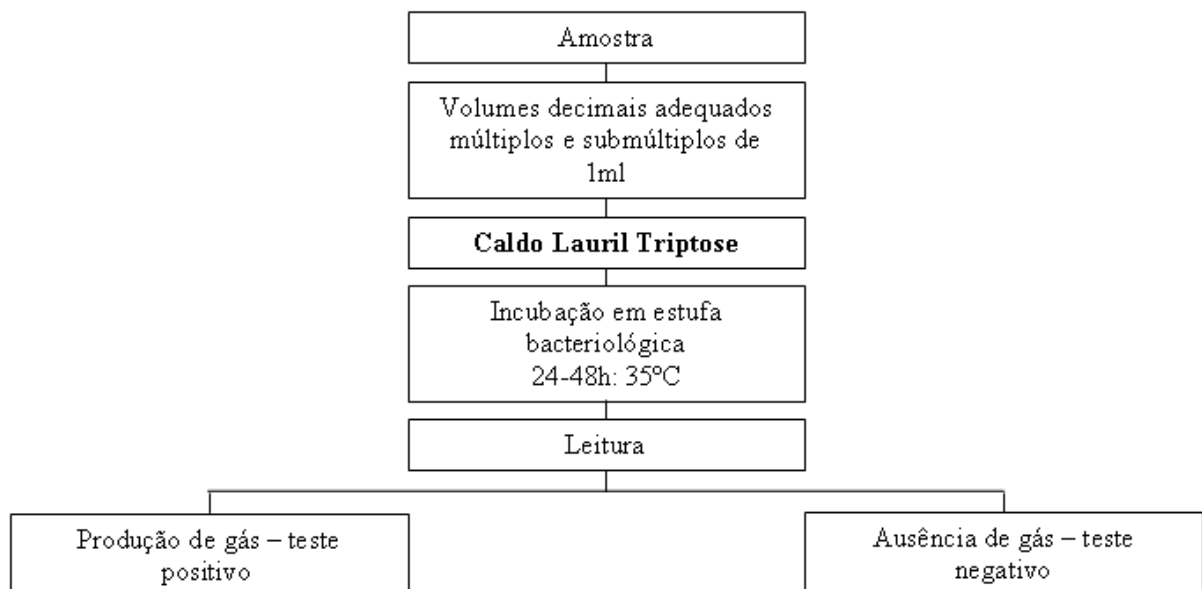 Amostra
Volumes decimais adequados
múltiplos e submúltiplos de
1ml
Caldo Lauril Triptose
Incubação em estufa
bacteriológica
24-48h: 35ºC
Leitura
Produção de gás – teste
positivo
Ausência de gás – teste
negativo